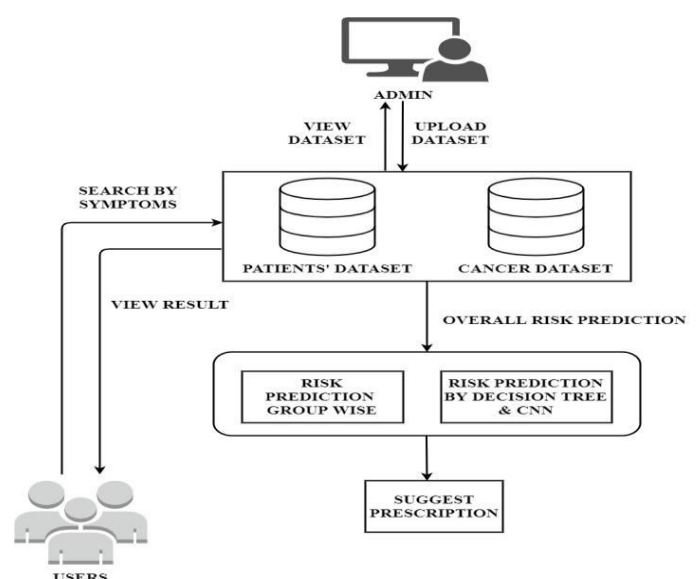 ADMIN
VIEW
DATASET
UPLOAD
DATASET
SEARCH BY
SYMPTOMS
PATIENTS' DATASET
CANCER DATASET
VIEW RESULT
OVERALL RISK PREDICTION
RISK
PREDICTION
GROUP WISE
RISK PREDICTION
BY DECISION TREE
& CNN
SUGGEST
PRESCRIPTION
USERS